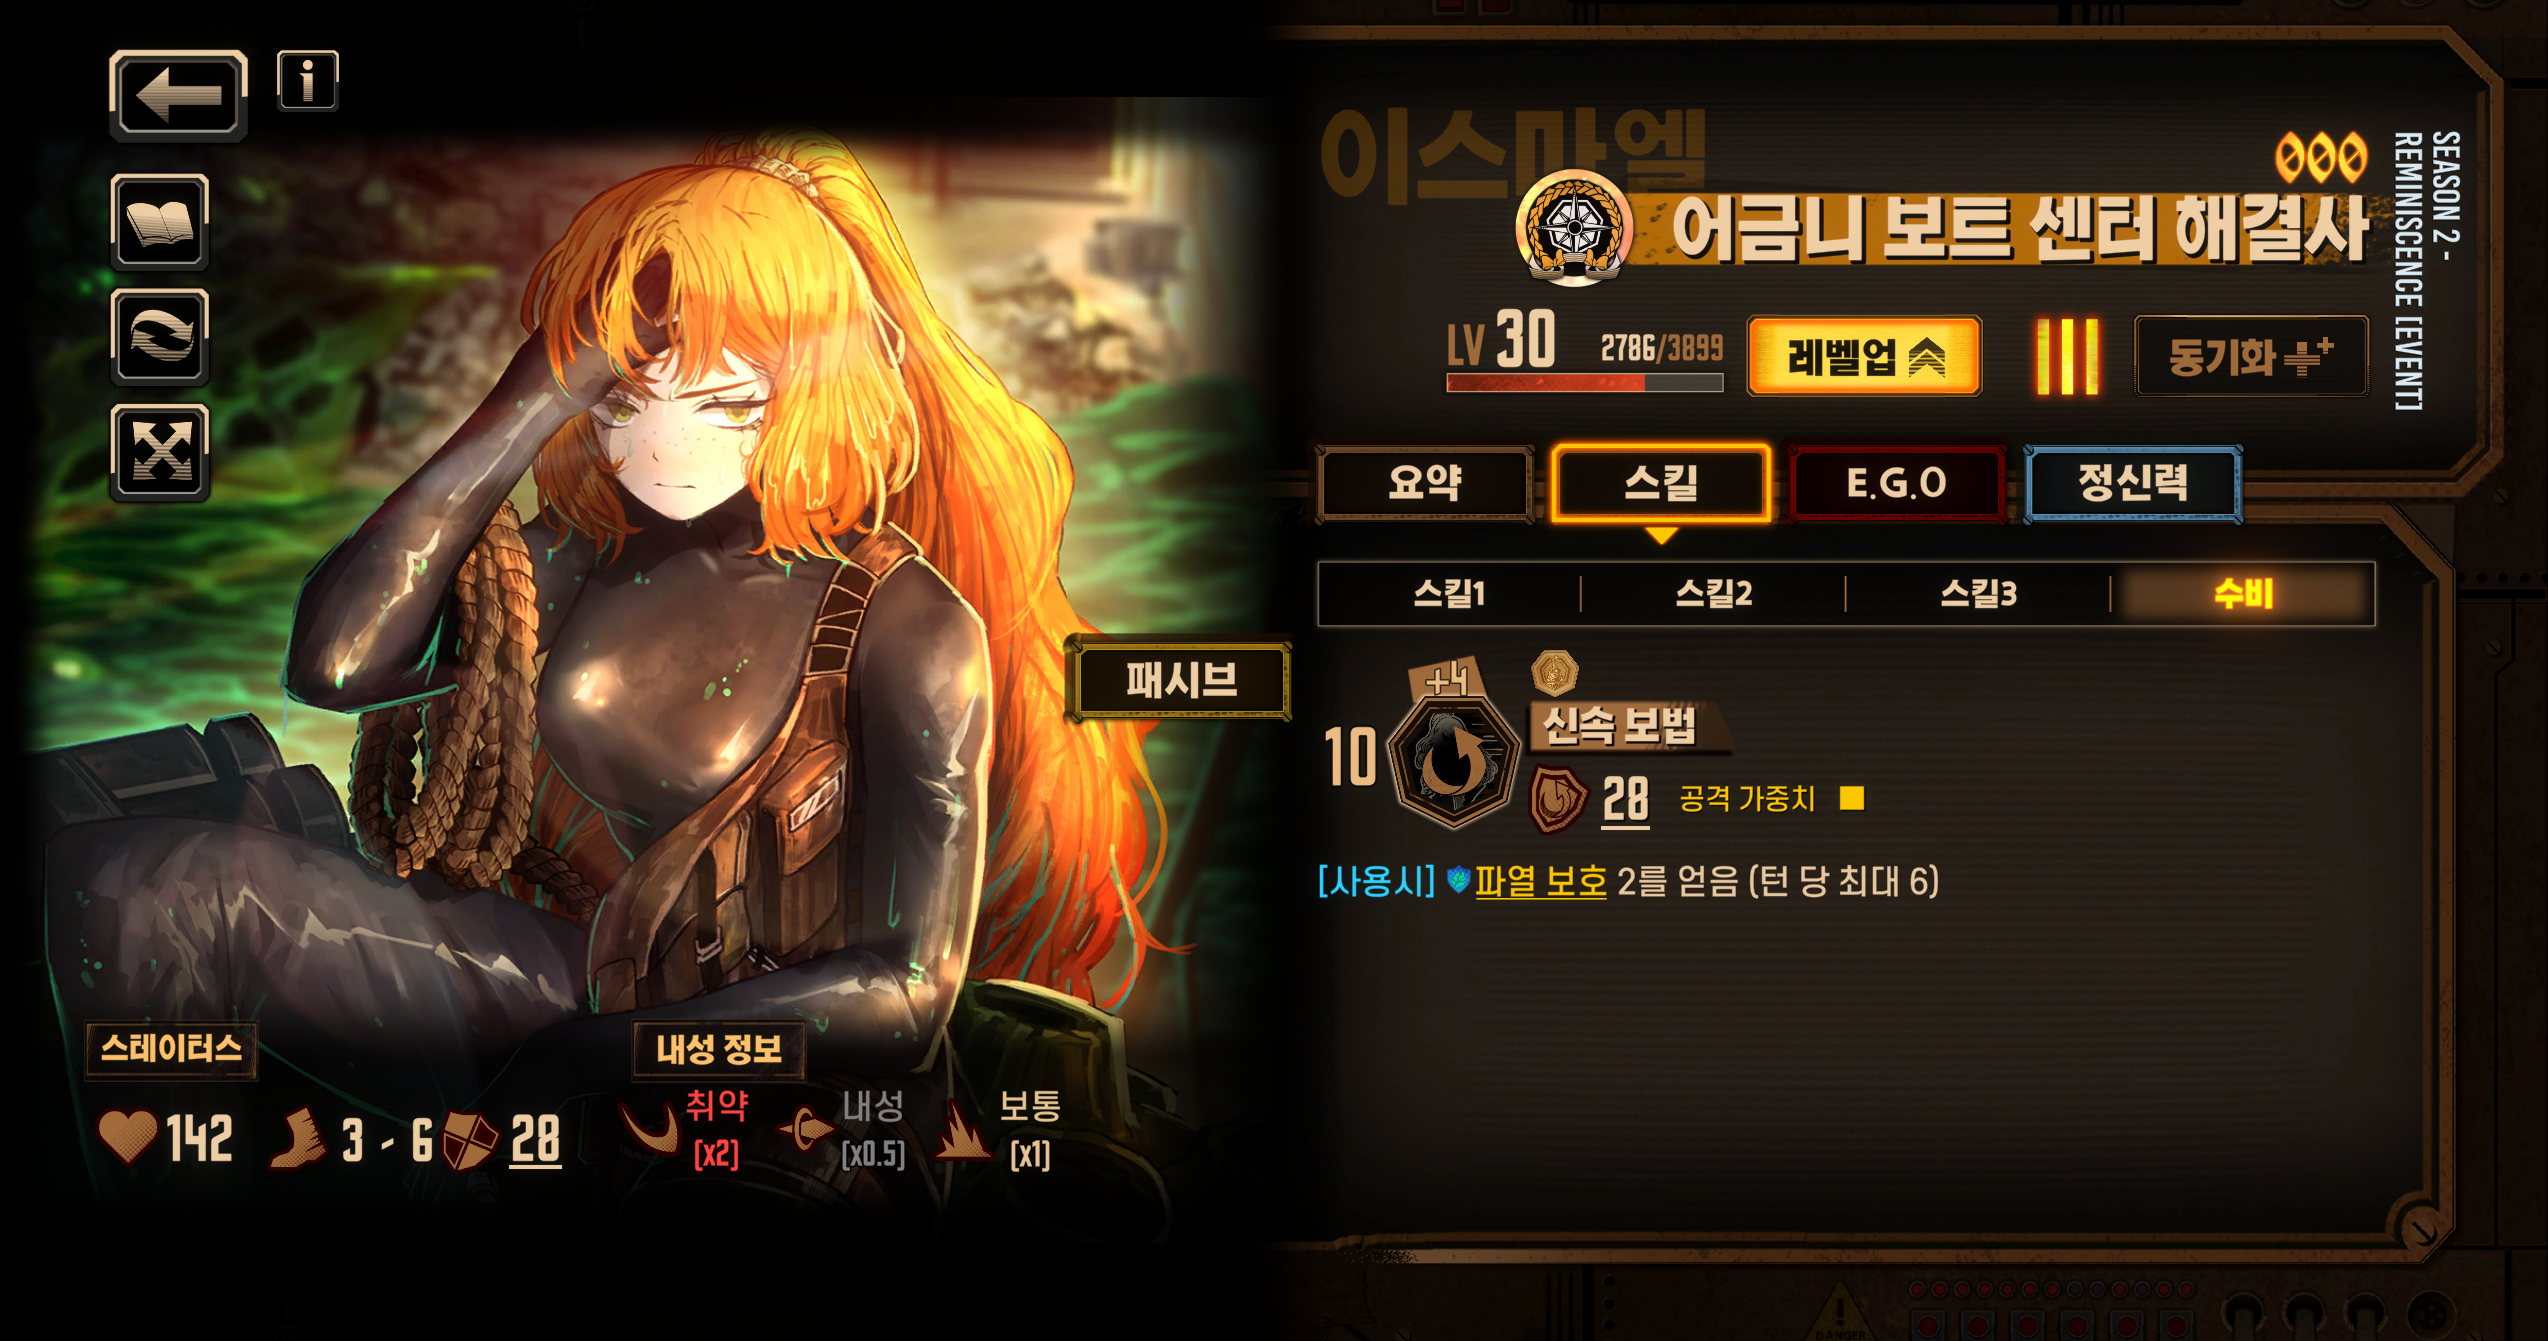 이스마엘
어금니 보트 센터 해결사
SEASON 2 -
REMINISCENCE [EVENT]
LV 30 2786/3899 레벨업 동기화
요약 스킬 E.G.O 정신력
스킬1 스킬2 스킬3 수비
패시브
+4
10 신속 보법
28 공격 가중치
[사용시] 파열 보호 2를 얻음 (턴 당 최대 6)
스테이터스 내성 정보
142 3 - 6 28
취약 내성 보통
[x2] [x0.5] [x1]
DANGER